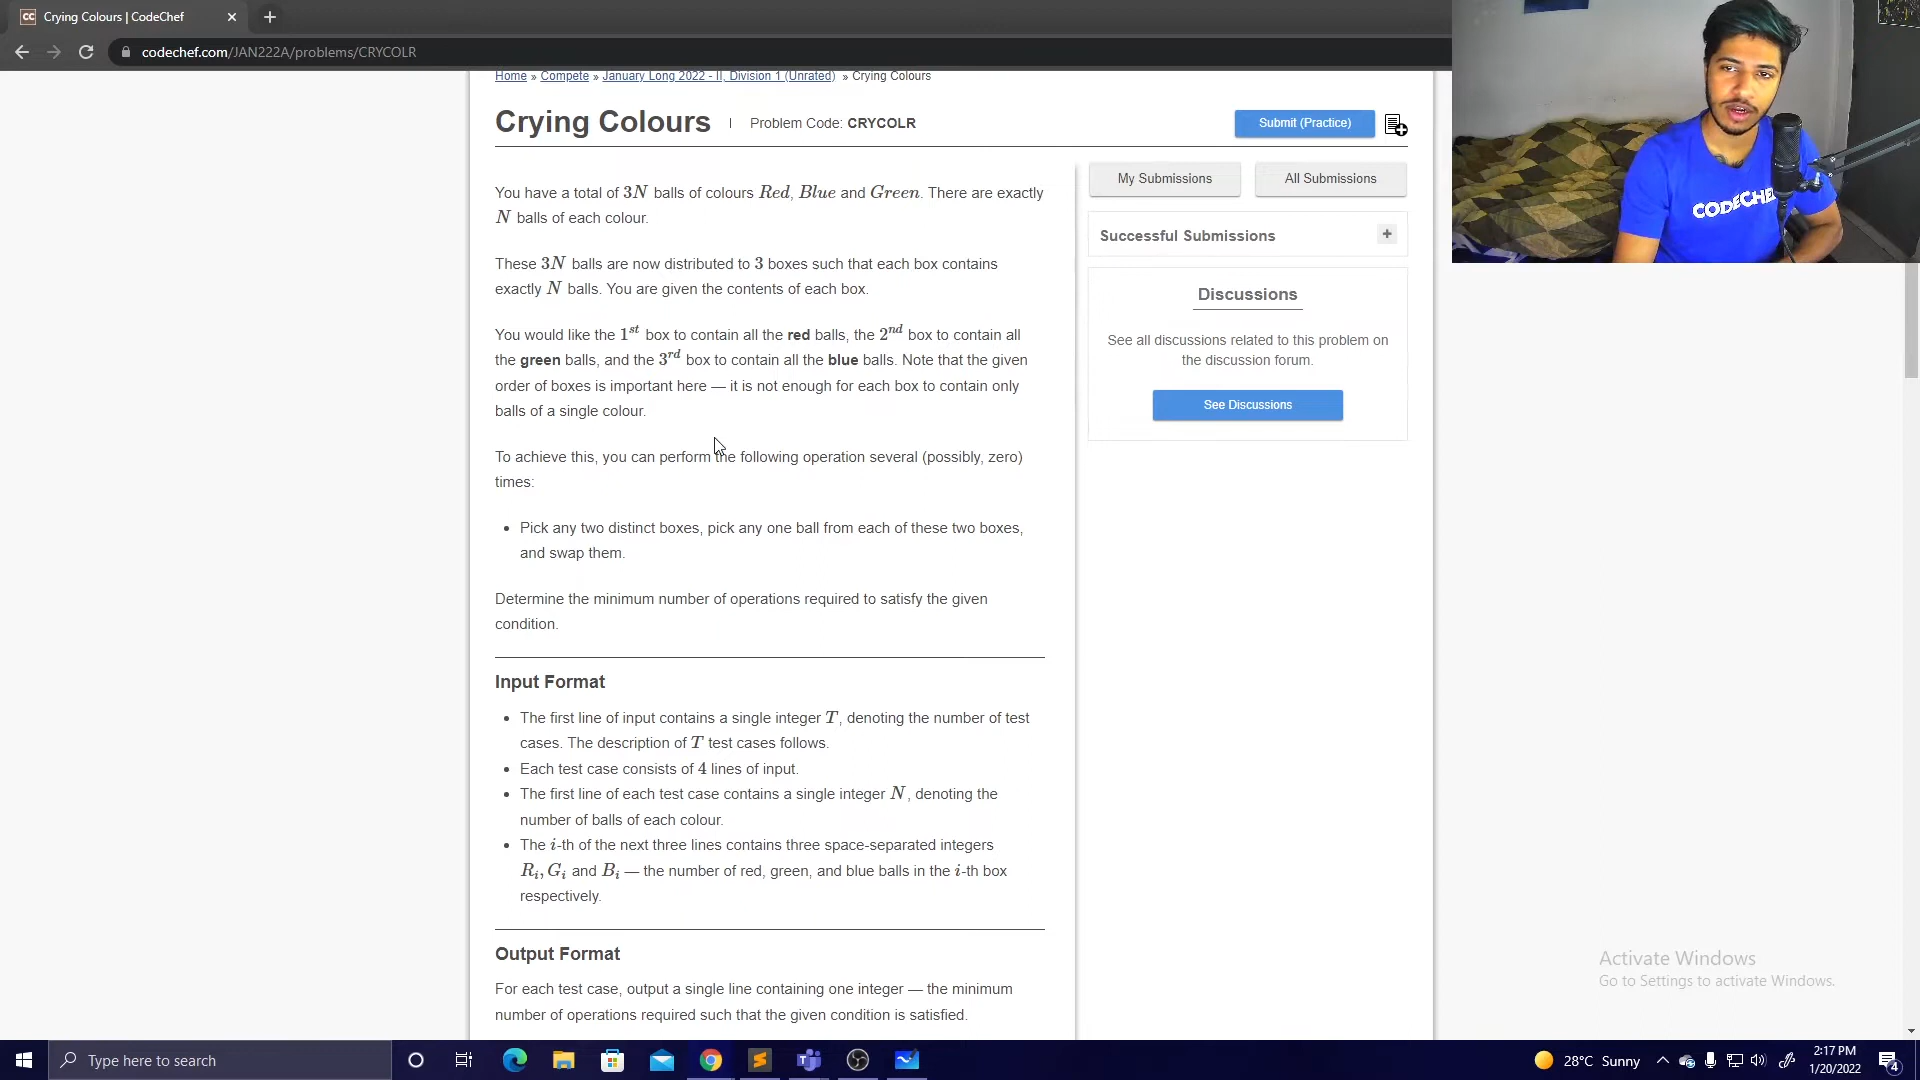 Crying Colours | CodeChef
codechef.com/JAN222A/problems/CRYCOLR
Home » Compete » January Long 2022 - II, Division 1 (Unrated) » Crying Colours
Crying Colours | Problem Code: CRYCOLR
Submit (Practice)
You have a total of 3N balls of colours Red, Blue and Green. There are exactly
N balls of each colour.
These 3N balls are now distributed to 3 boxes such that each box contains
exactly N balls. You are given the contents of each box.
You would like the 1st box to contain all the red balls, the 2nd box to contain all
the green balls, and the 3rd box to contain all the blue balls. Note that the given
order of boxes is important here — it is not enough for each box to contain only
balls of a single colour.
To achieve this, you can perform the following operation several (possibly, zero)
times:
• Pick any two distinct boxes, pick any one ball from each of these two boxes,
and swap them.
Determine the minimum number of operations required to satisfy the given
condition.
Input Format
• The first line of input contains a single integer T, denoting the number of test
cases. The description of T test cases follows.
• Each test case consists of 4 lines of input.
• The first line of each test case contains a single integer N, denoting the
number of balls of each colour.
• The i-th of the next three lines contains three space-separated integers
Ri, Gi and Bi — the number of red, green, and blue balls in the i-th box
respectively.
Output Format
For each test case, output a single line containing one integer — the minimum
number of operations required such that the given condition is satisfied.
My Submissions
All Submissions
Successful Submissions
+
Discussions
See all discussions related to this problem on
the discussion forum.
See Discussions
CODECHEF
Activate Windows
Go to Settings to activate Windows.
Type here to search
28°C Sunny
2:17 PM
1/20/2022
4